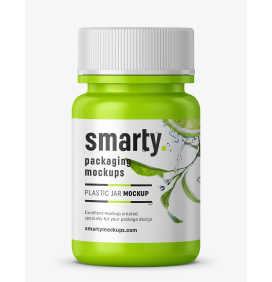 smarty.
packaging
mockups
PLASTIC JAR MOCKUP
Excellent mockup created
specially for your package design
smartymockups.com